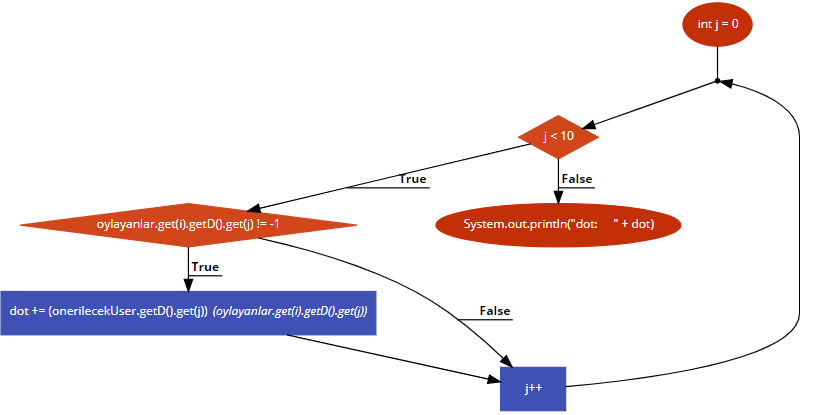 int j = 0
j < 10
True
False
oylayanlar.get(i).getD().get(j) != -1
System.out.println("dot:    " + dot)
True
dot += (onerilecekUser.getD().get(j)) (oylayanlar.get(i).getD().get(j))
False
j++